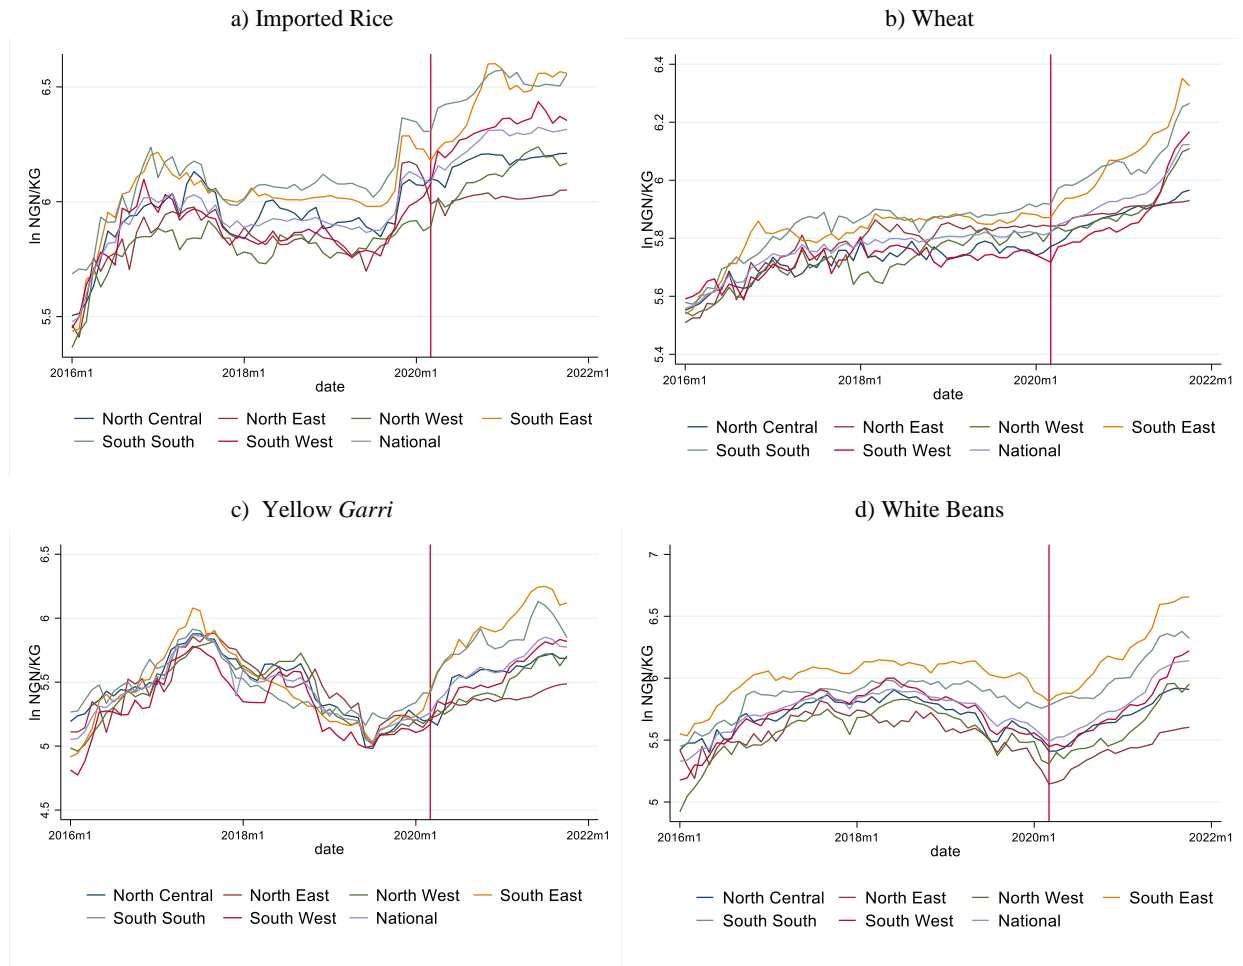 a) Imported Rice
b) Wheat
ln NGN/KG
6.5
6
5.5
2016m1 2018m1 2020m1 2022m1
date
North Central North East North West South East
South South South West National
ln NGN/KG
6.4
6.2
6
5.8
5.6
5.4
2016m1 2018m1 2020m1 2022m1
date
North Central North East North West South East
South South South West National
c) Yellow Garri
d) White Beans
ln NGN/KG
6.5
6
5.5
5
4.5
2016m1 2018m1 2020m1 2022m1
date
North Central North East North West South East
South South South West National
ln NGN/KG
7
6.5
6
5.5
5
2016m1 2018m1 2020m1 2022m1
date
North Central North East North West South East
South South South West National